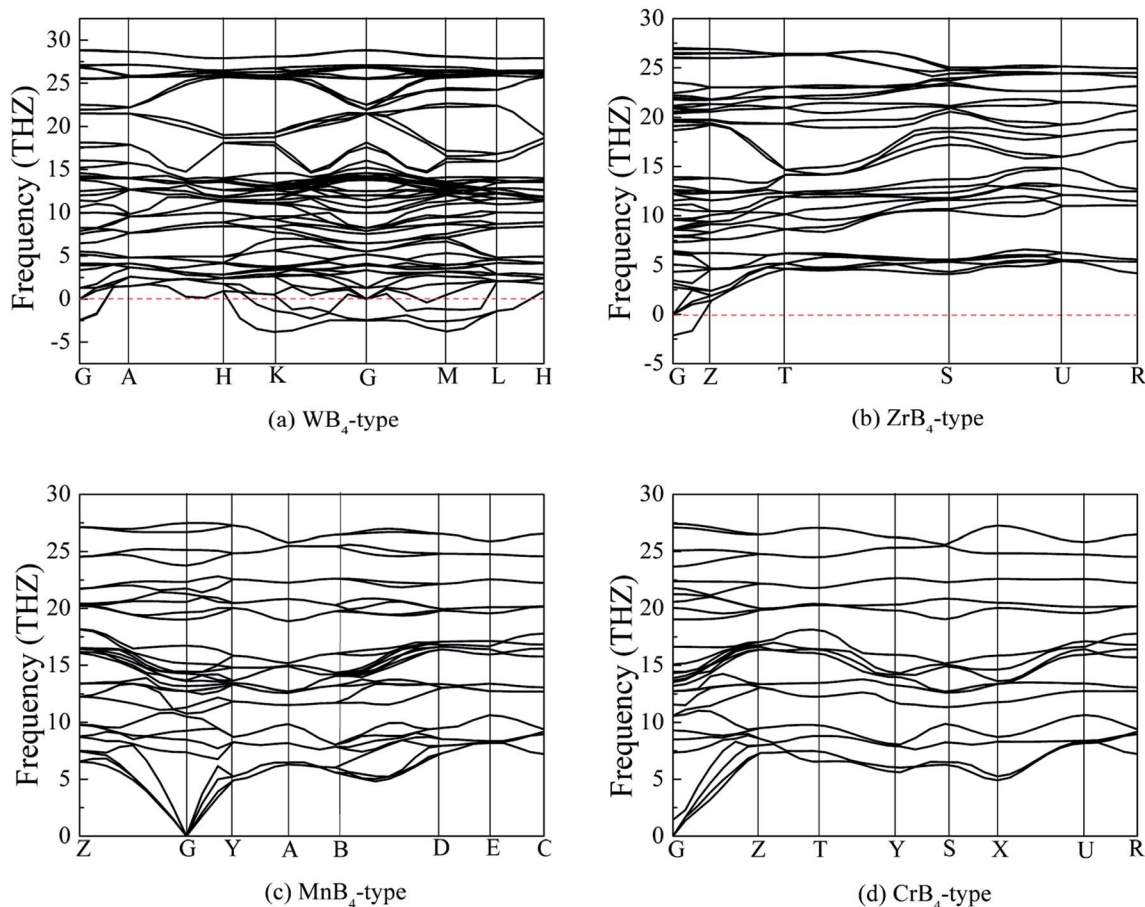 Frequency (THZ)
30
25
20
15
10
5
0
-5
G A H K G M L H
(a) WB₄-type
Frequency (THZ)
30
25
20
15
10
5
0
-5
G Z T S U R
(b) ZrB₄-type
Frequency (THZ)
30
25
20
15
10
5
0
Z G Y A B D E C
(c) MnB₄-type
Frequency (THZ)
30
25
20
15
10
5
0
G Z T Y S X U R
(d) CrB₄-type